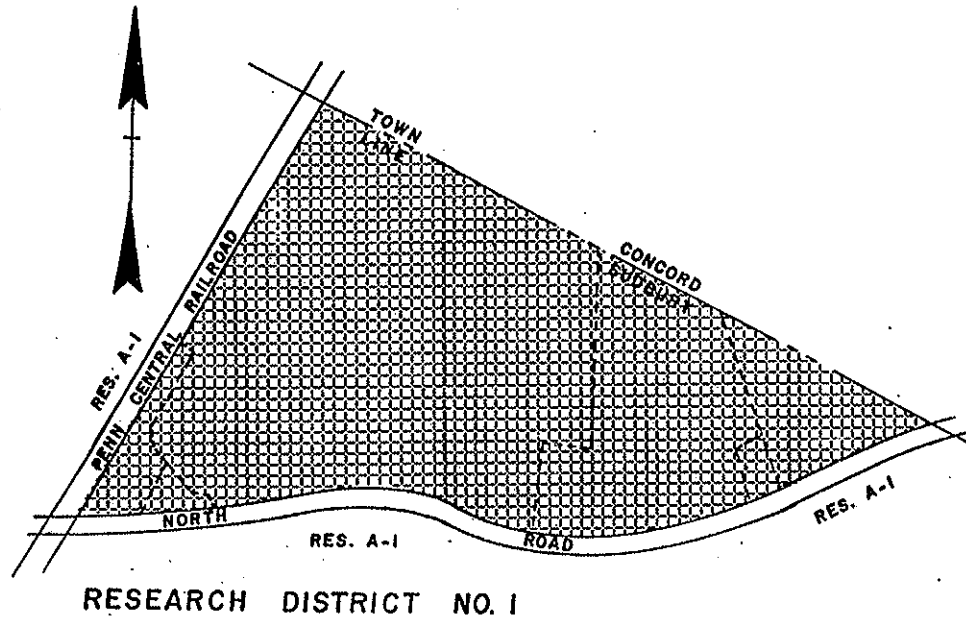 TOWN
LINE
CONCORD
SUDBURY
RES. A-1
PENN CENTRAL RAILROAD
NORTH
ROAD
RES. A-1
RES. A-1
RESEARCH DISTRICT NO. 1